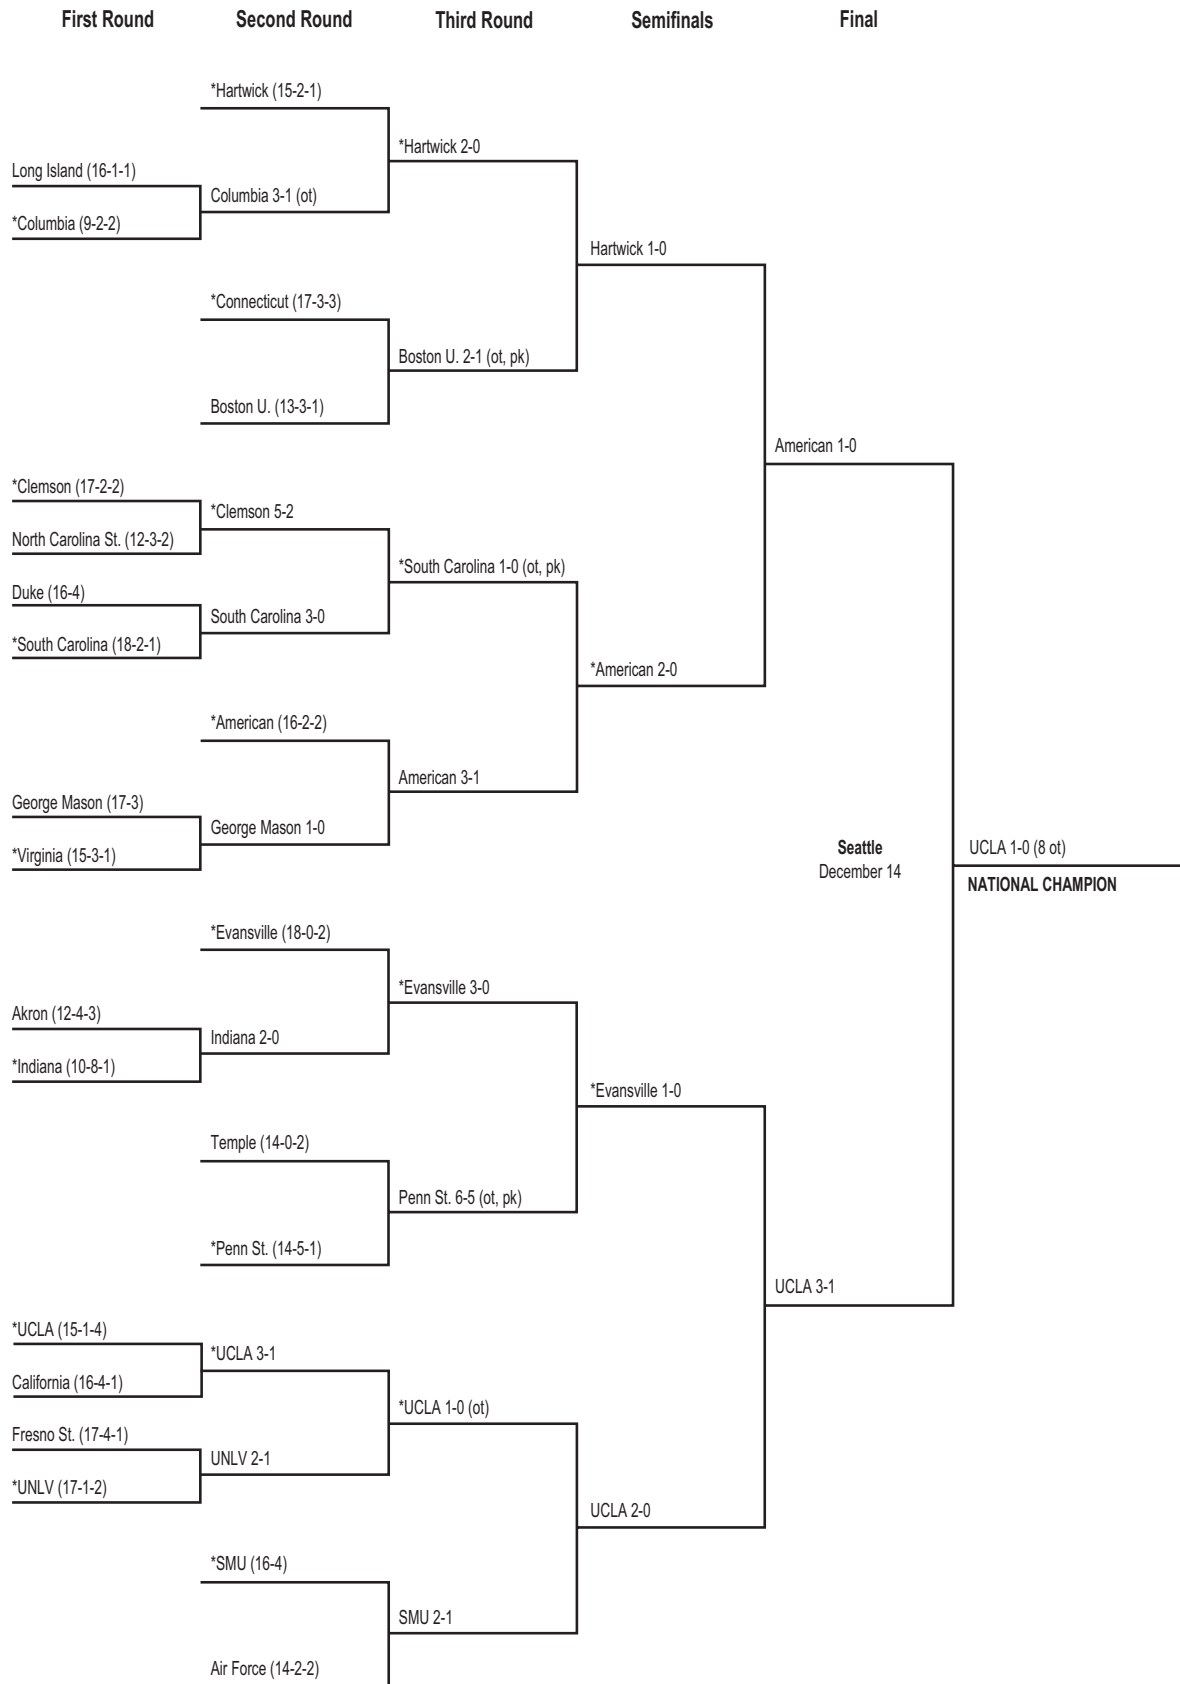 First Round
Second Round
Third Round
Semifinals
Final
*Hartwick (15-2-1)
*Hartwick 2-0
Long Island (16-1-1)
Columbia 3-1 (ot)
*Columbia (9-2-2)
Hartwick 1-0
*Connecticut (17-3-3)
Boston U. 2-1 (ot, pk)
Boston U. (13-3-1)
American 1-0
*Clemson (17-2-2)
*Clemson 5-2
North Carolina St. (12-3-2)
*South Carolina 1-0 (ot, pk)
Duke (16-4)
South Carolina 3-0
*South Carolina (18-2-1)
*American 2-0
*American (16-2-2)
American 3-1
George Mason (17-3)
George Mason 1-0
*Virginia (15-3-1)
Seattle
December 14
UCLA 1-0 (8 ot)
NATIONAL CHAMPION
*Evansville (18-0-2)
*Evansville 3-0
Akron (12-4-3)
Indiana 2-0
*Indiana (10-8-1)
*Evansville 1-0
Temple (14-0-2)
Penn St. 6-5 (ot, pk)
*Penn St. (14-5-1)
UCLA 3-1
*UCLA (15-1-4)
*UCLA 3-1
California (16-4-1)
*UCLA 1-0 (ot)
Fresno St. (17-4-1)
UNLV 2-1
*UNLV (17-1-2)
UCLA 2-0
*SMU (16-4)
SMU 2-1
Air Force (14-2-2)